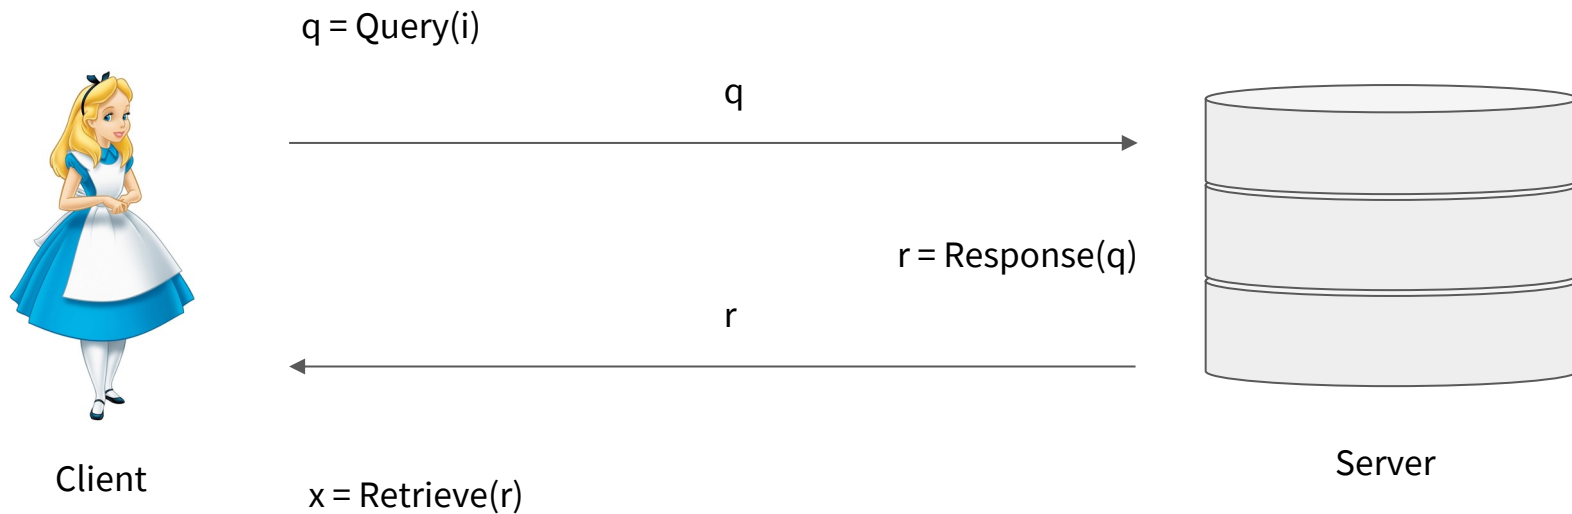 q = Query(i)
q
r = Response(q)
r
Client
Server
x = Retrieve(r)